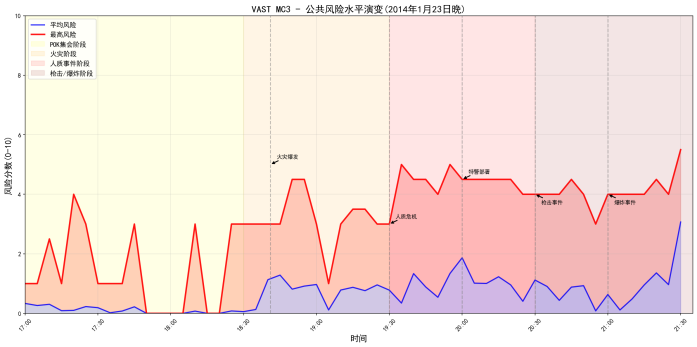 VAST MC3 - 公共风险水平演变(2014年1月23日晚)
平均风险
最高风险
POK集会阶段
火灾阶段
人质事件阶段
枪击/爆炸阶段
风险分数(0-10)
10
8
6
4
2
0
火灾爆发
人质危机
特警部署
枪击事件
爆炸事件
17:00
17:30
18:00
18:30
19:00
19:30
20:00
20:30
21:00
21:30
时间